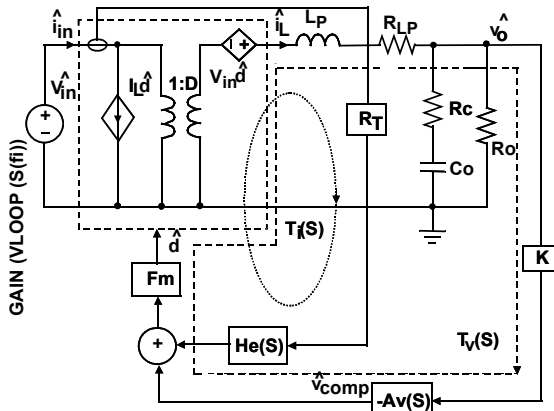 î_in
î_L
L_P
R_LP
v̂_o
V̂_in
I_L d̂
1:D
V_in d̂
R_T
Rc
Ro
Co
T_i(S)
K
d̂
Fm
GAIN (VLOOP (S(fi))
He(S)
T_V(S)
v̂_comp
-Av(S)
+
−
+
−
+